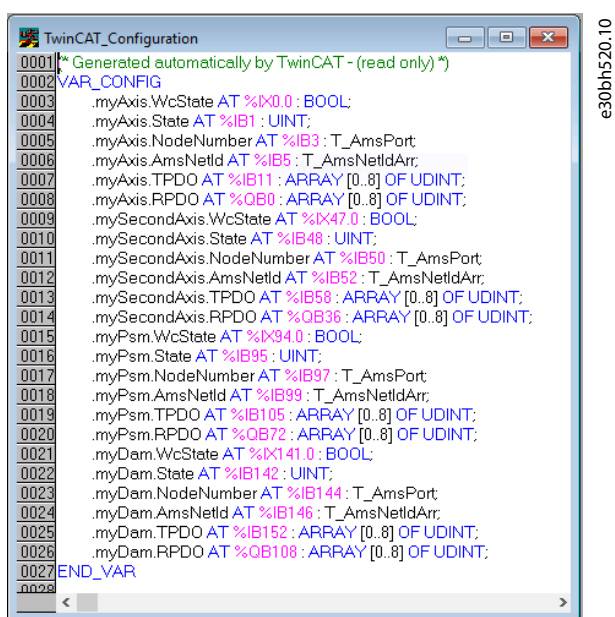 TwinCAT_Configuration
0001 (* Generated automatically by TwinCAT - (read only) *)
0002 VAR_CONFIG
0003 .myAxis.WcState AT %IX0.0 : BOOL;
0004 .myAxis.State AT %IB1 : UINT;
0005 .myAxis.NodeNumber AT %IB3 : T_AmsPort;
0006 .myAxis.AmsNetId AT %IB5 : T_AmsNetIdArr;
0007 .myAxis.TPDO AT %IB11 : ARRAY [0..8] OF UDINT;
0008 .myAxis.RPDO AT %QB0 : ARRAY [0..8] OF UDINT;
0009 .mySecondAxis.WcState AT %IX47.0 : BOOL;
0010 .mySecondAxis.State AT %IB48 : UINT;
0011 .mySecondAxis.NodeNumber AT %IB50 : T_AmsPort;
0012 .mySecondAxis.AmsNetId AT %IB52 : T_AmsNetIdArr;
0013 .mySecondAxis.TPDO AT %IB58 : ARRAY [0..8] OF UDINT;
0014 .mySecondAxis.RPDO AT %QB36 : ARRAY [0..8] OF UDINT;
0015 .myPsm.WcState AT %IX94.0 : BOOL;
0016 .myPsm.State AT %IB95 : UINT;
0017 .myPsm.NodeNumber AT %IB97 : T_AmsPort;
0018 .myPsm.AmsNetId AT %IB99 : T_AmsNetIdArr;
0019 .myPsm.TPDO AT %IB105 : ARRAY [0..8] OF UDINT;
0020 .myPsm.RPDO AT %QB72 : ARRAY [0..8] OF UDINT;
0021 .myDam.WcState AT %IX141.0 : BOOL;
0022 .myDam.State AT %IB142 : UINT;
0023 .myDam.NodeNumber AT %IB144 : T_AmsPort;
0024 .myDam.AmsNetId AT %IB146 : T_AmsNetIdArr;
0025 .myDam.TPDO AT %IB152 : ARRAY [0..8] OF UDINT;
0026 .myDam.RPDO AT %QB108 : ARRAY [0..8] OF UDINT;
0027 END_VAR
0028
e30bh520.10